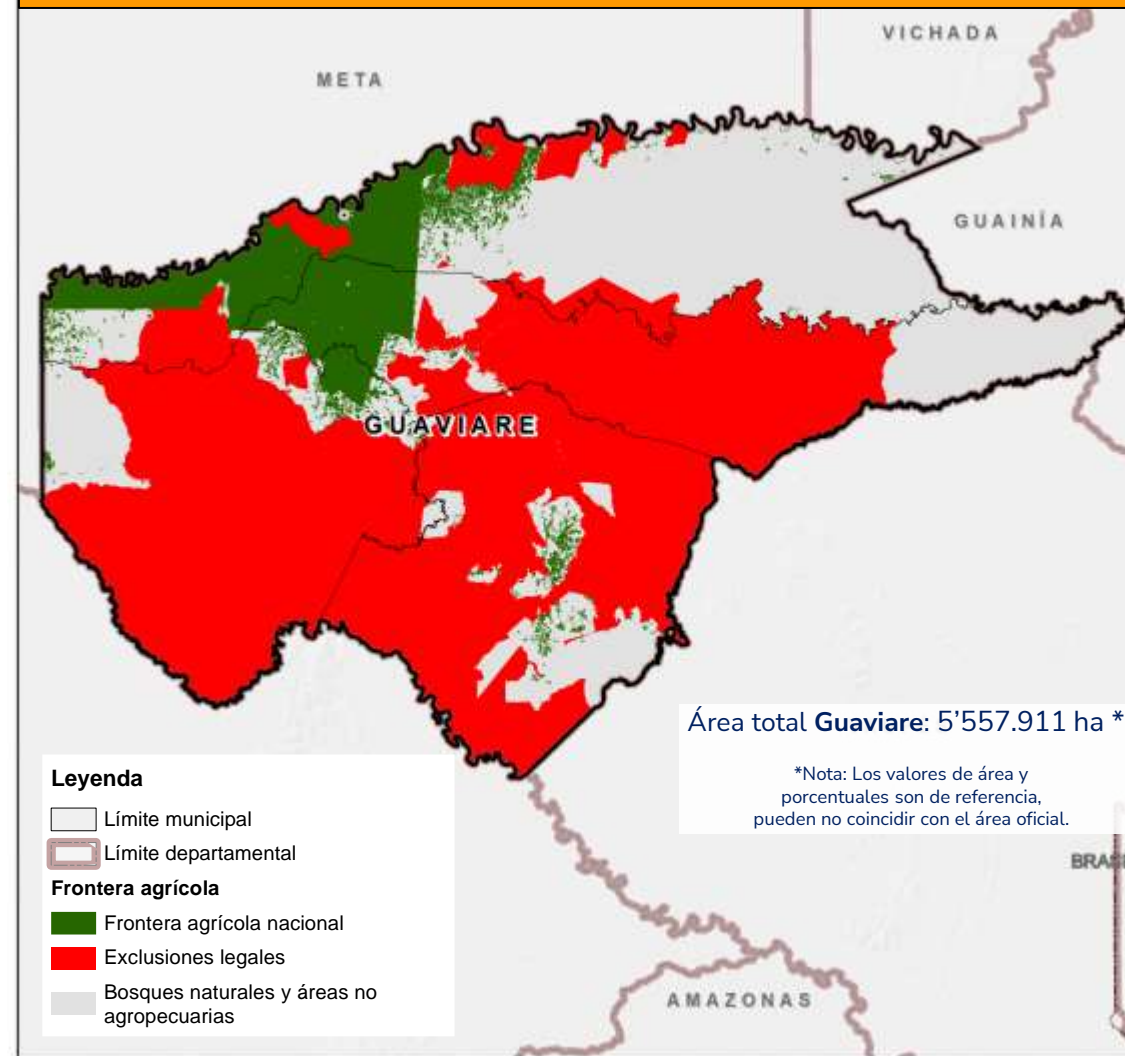 VICHADA
META
GUAINÍA
GUAVIARE
Área total Guaviare: 5'557.911 ha *
*Nota: Los valores de área y
porcentuales son de referencia,
pueden no coincidir con el área oficial.
Leyenda
Límite municipal
Límite departamental
Frontera agrícola
Frontera agrícola nacional
Exclusiones legales
Bosques naturales y áreas no
agropecuarias
AMAZONAS